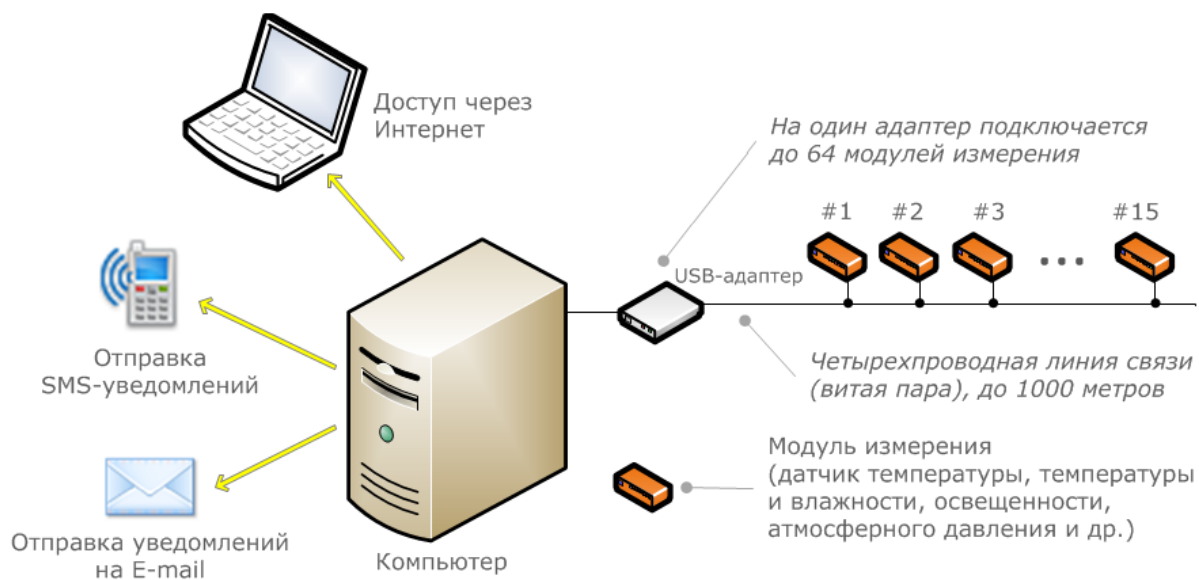 Доступ через
Интернет
На один адаптер подключается
до 64 модулей измерения
#1
#2
#3
#15
USB-адаптер
Отправка
SMS-уведомлений
Четырехпроводная линия связи
(витая пара), до 1000 метров
Модуль измерения
(датчик температуры, температуры
и влажности, освещенности,
атмосферного давления и др.)
Отправка уведомлений
на E-mail
Компьютер